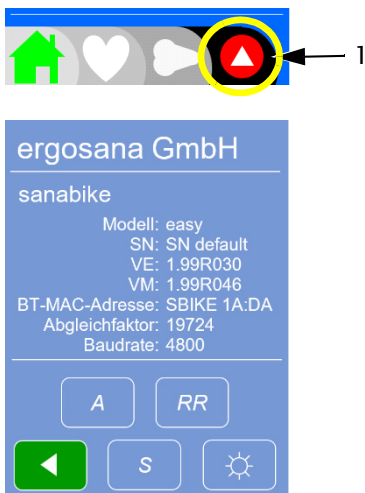 1
ergosana GmbH
sanabike
Modell: easy
SN: SN default
VE: 1.99R030
VM: 1.99R046
BT-MAC-Adresse: SBIKE 1A:DA
Abgleichfaktor: 19724
Baudrate: 4800
A RR
S